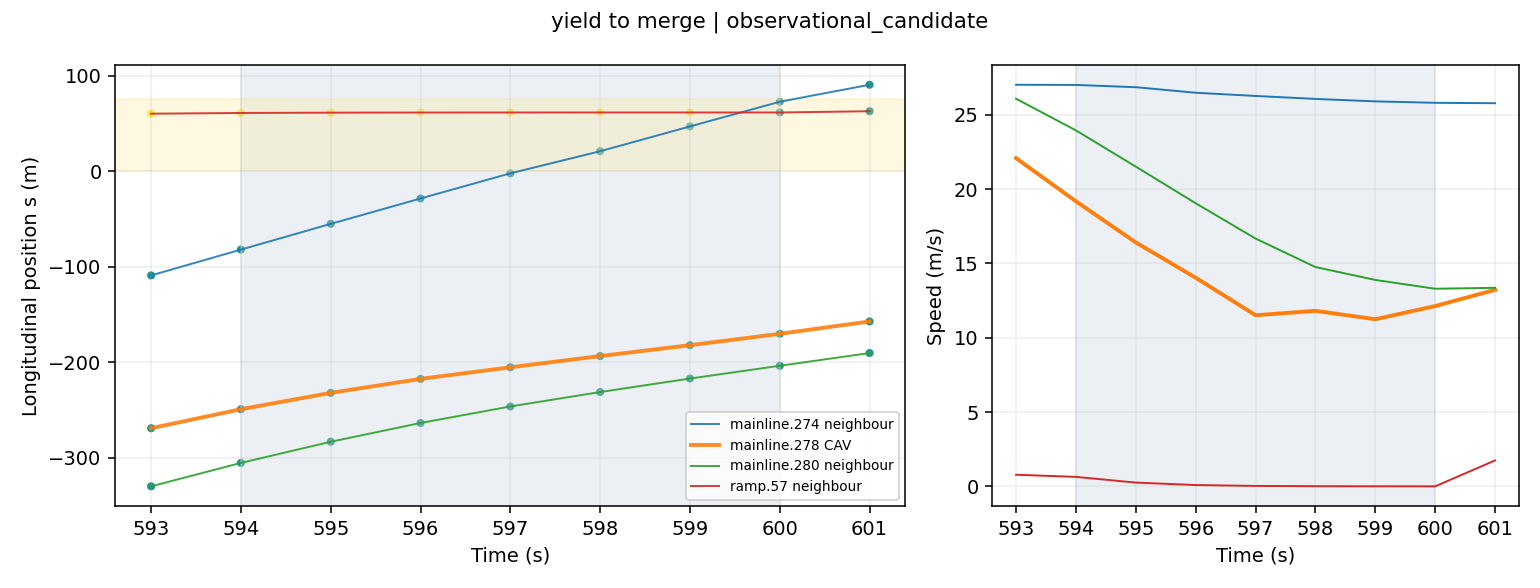 yield to merge | observational_candidate
Longitudinal position s (m)
100
0
−100
−200
−300
593 594 595 596 597 598 599 600 601
Time (s)
mainline.274 neighbour
mainline.278 CAV
mainline.280 neighbour
ramp.57 neighbour
Speed (m/s)
25
20
15
10
5
0
593 594 595 596 597 598 599 600 601
Time (s)